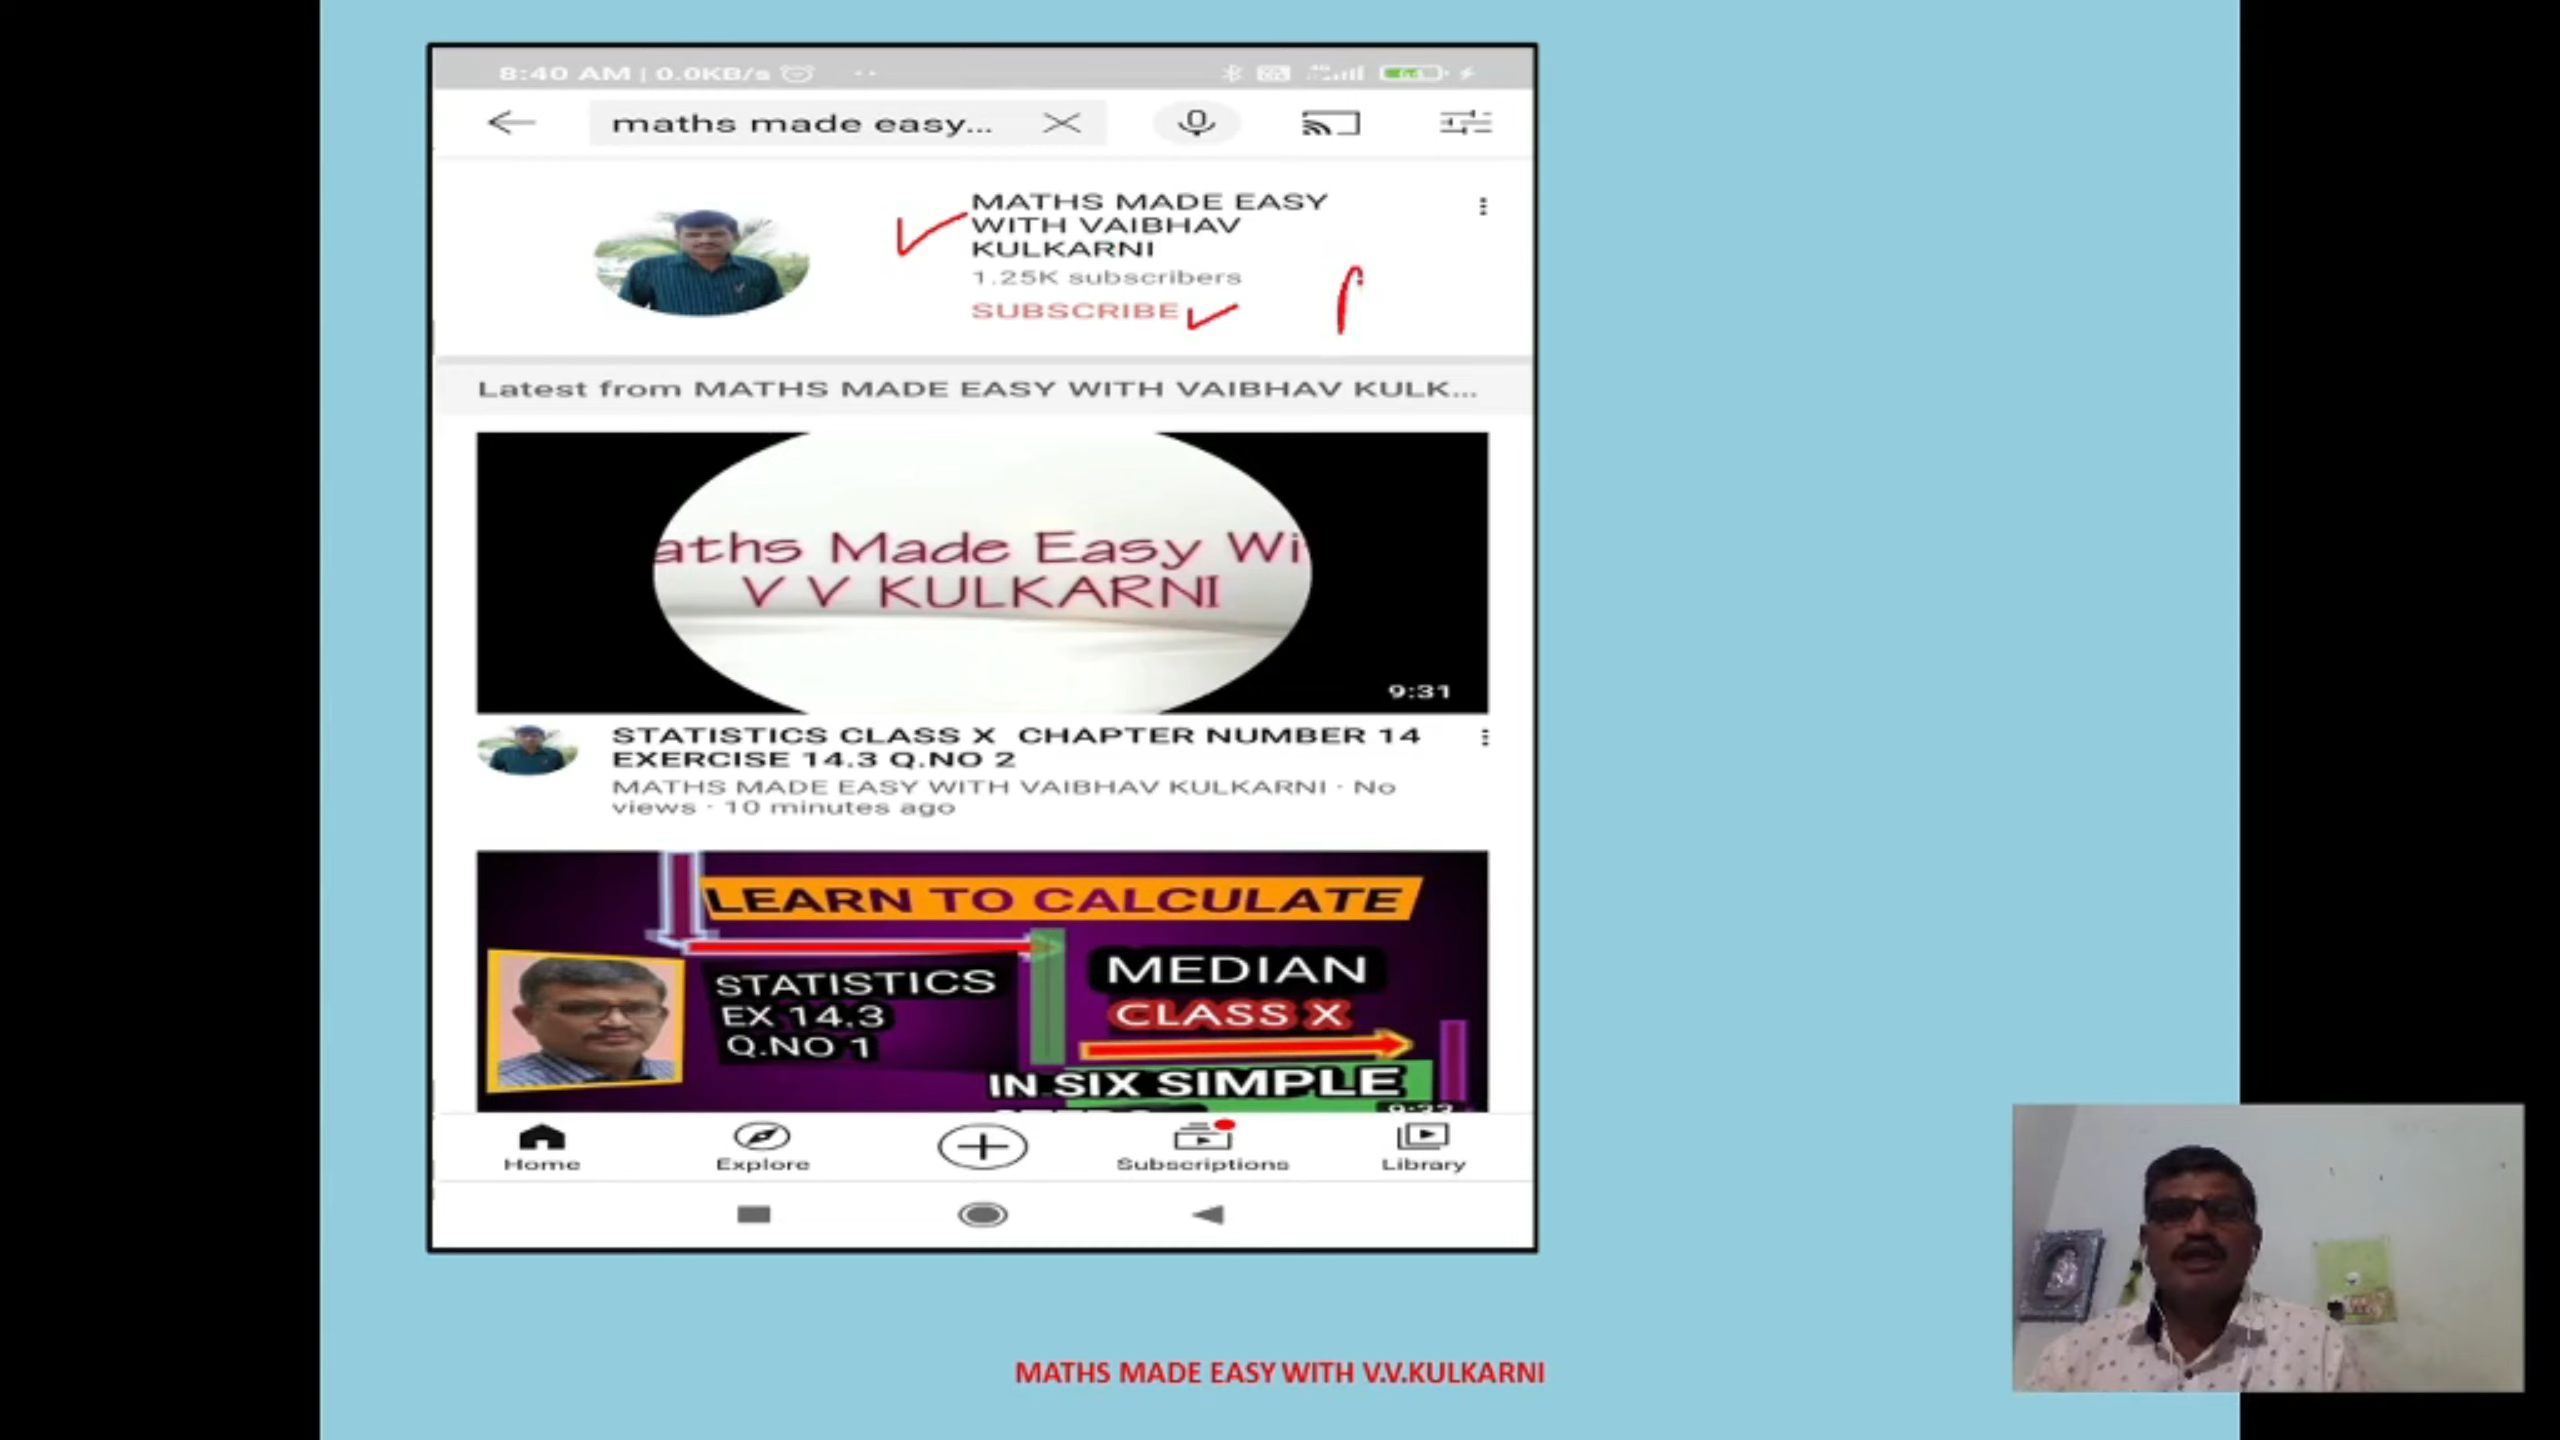 8:40 AM | 0.0KB/s
maths made easy...
MATHS MADE EASY
WITH VAIBHAV
KULKARNI
1.25K subscribers
SUBSCRIBE
Latest from MATHS MADE EASY WITH VAIBHAV KULK...
aths Made Easy Wi
V V KULKARNI
9:31
STATISTICS CLASS X CHAPTER NUMBER 14
EXERCISE 14.3 Q.NO 2
MATHS MADE EASY WITH VAIBHAV KULKARNI · No
views · 10 minutes ago
LEARN TO CALCULATE
STATISTICS
EX 14.3
Q.NO 1
MEDIAN
CLASS X
IN SIX SIMPLE
Home
Explore
Subscriptions
Library
MATHS MADE EASY WITH V.V.KULKARNI